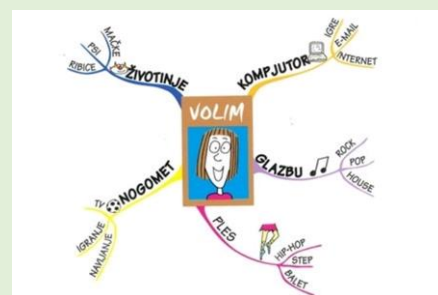 VOLIM
ŽIVOTINJE
MAČKE
PSI
RIBICE
KOMPJUTOR
IGRE
E-MAIL
INTERNET
GLAZBU
ROCK
POP
HOUSE
PLES
HIP-HOP
STEP
BALET
NOGOMET
TV
IGRANJE
NAVIJANJE